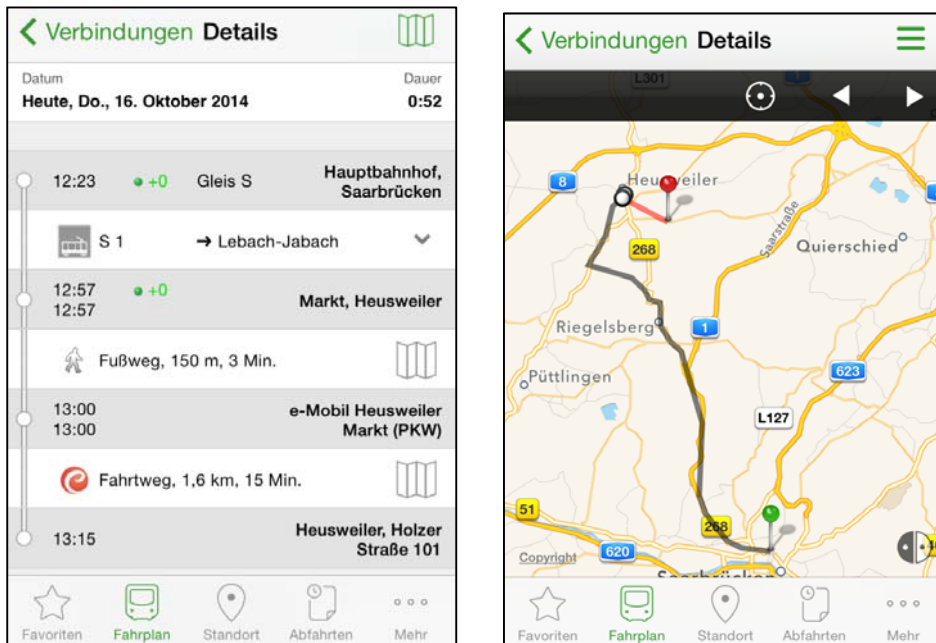 Verbindungen Details
Datum
Dauer
Heute, Do., 16. Oktober 2014
0:52
12:23 +0 Gleis S Hauptbahnhof,
Saarbrücken
S 1 → Lebach-Jabach
12:57 +0
12:57
Markt, Heusweiler
Fußweg, 150 m, 3 Min.
13:00 e-Mobil Heusweiler
13:00 Markt (PKW)
Fahrtweg, 1,6 km, 15 Min.
13:15 Heusweiler, Holzer
Straße 101
Favoriten Fahrplan Standort Abfahrten Mehr
Verbindungen Details
L301
1
8
Heusweiler
268
Saarstraße
Quierschied
Riegelsberg
1
Püttlingen
623
L127
51
268
Copyright
620
Saarbrücken
Favoriten Fahrplan Standort Abfahrten Mehr